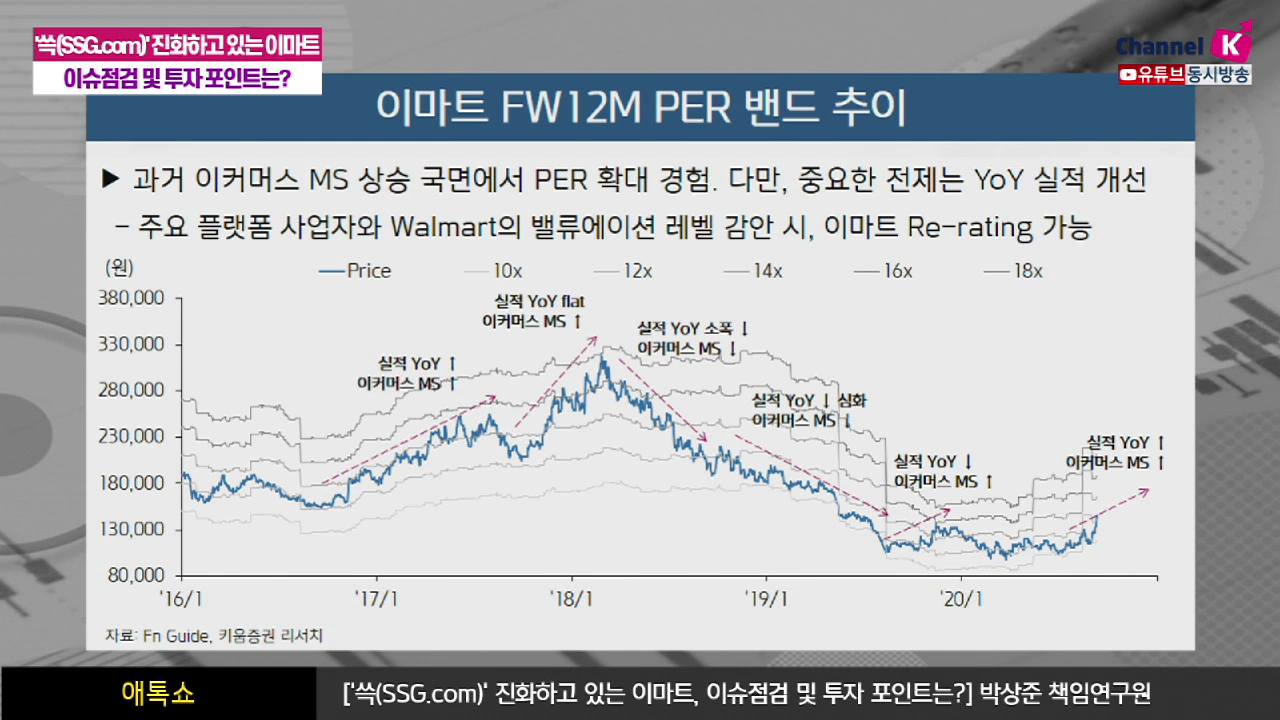 '쓱(SSG.com)' 진화하고 있는 이마트
이슈점검 및 투자 포인트는?
Channel K
유튜브 동시방송
이마트 FW12M PER 밴드 추이
▶ 과거 이커머스 MS 상승 국면에서 PER 확대 경험. 다만, 중요한 전제는 YoY 실적 개선
- 주요 플랫폼 사업자와 Walmart의 밸류에이션 레벨 감안 시, 이마트 Re-rating 가능
(원)
Price 10x 12x 14x 16x 18x
380,000
330,000
280,000
230,000
180,000
130,000
80,000
실적 YoY ↑
이커머스 MS ↑
실적 YoY flat
이커머스 MS ↑
실적 YoY 소폭 ↓
이커머스 MS ↓
실적 YoY ↓ 심화
이커머스 MS ↓
실적 YoY ↓
이커머스 MS ↑
실적 YoY ↑
이커머스 MS ↑
'16/1 '17/1 '18/1 '19/1 '20/1
자료: Fn Guide, 키움증권 리서치
애톡쇼
['쓱(SSG.com)' 진화하고 있는 이마트, 이슈점검 및 투자 포인트는?] 박상준 책임연구원